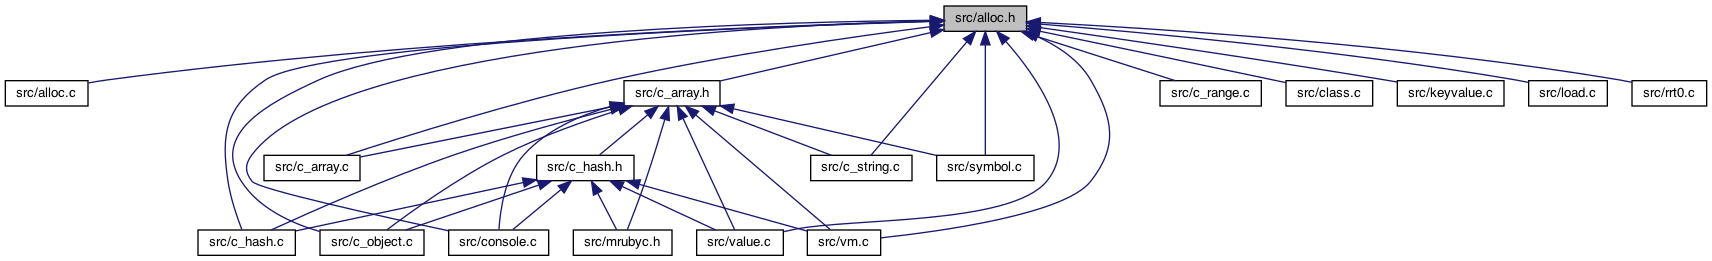 src/alloc.h
src/alloc.c
src/c_array.h
src/c_range.c
src/class.c
src/keyvalue.c
src/load.c
src/rrt0.c
src/c_array.c
src/c_hash.h
src/c_string.c
src/symbol.c
src/c_hash.c
src/c_object.c
src/console.c
src/mrubyc.h
src/value.c
src/vm.c